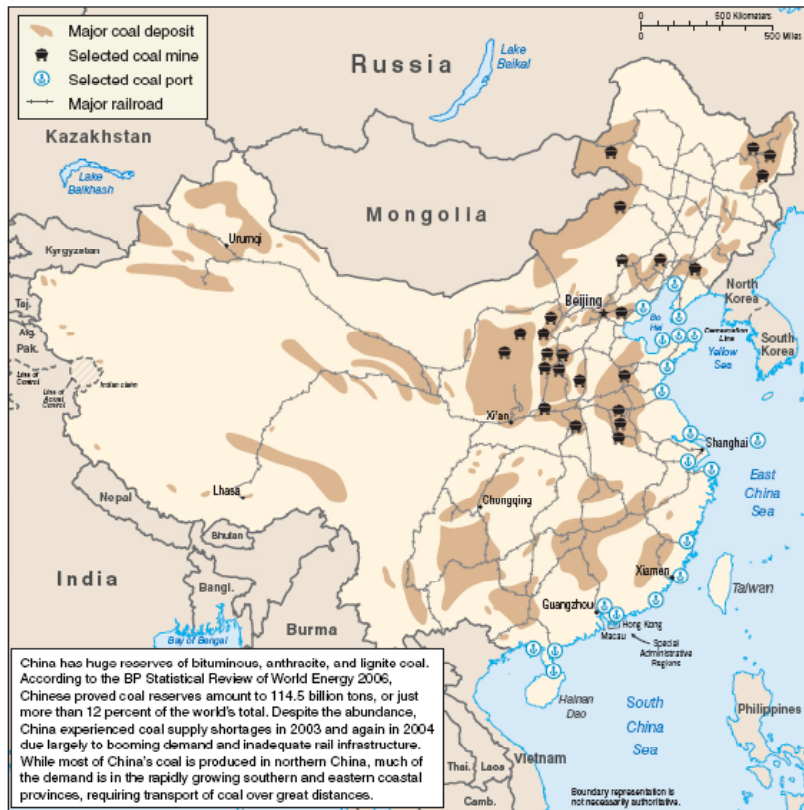 Major coal deposit
Selected coal mine
Selected coal port
Major railroad
0 500 Kilometers
0 500 Miles
Russia
Lake
Baikal
Kazakhstan
Lake
Balkhash
Mongolia
Kyrgyzstan
Urumqi
Taj.
Afg.
Pak.
Line of
Control
Line of
Actual
Control
Indian claim
Beijing
Bo
Hai
North
Korea
Demarcation
Line
South
Korea
Yellow
Sea
Xi'an
Shanghai
East
China
Sea
Lhasa
Chongqing
Nepal
Bhutan
India
Bangl.
Burma
Bay of Bengal
Xiamen
Taiwan
Guangzhou
Hong Kong
Macau
Special
Administrative
Regions
Hainan
Dao
South
China
Sea
Philippines
Vietnam
Thai.
Laos
Camb.
China has huge reserves of bituminous, anthracite, and lignite coal.
According to the BP Statistical Review of World Energy 2006,
Chinese proved coal reserves amount to 114.5 billion tons, or just
more than 12 percent of the world's total. Despite the abundance,
China experienced coal supply shortages in 2003 and again in 2004
due largely to booming demand and inadequate rail infrastructure.
While most of China's coal is produced in northern China, much of
the demand is in the rapidly growing southern and eastern coastal
provinces, requiring transport of coal over great distances.
Boundary representation is
not necessarily authoritative.